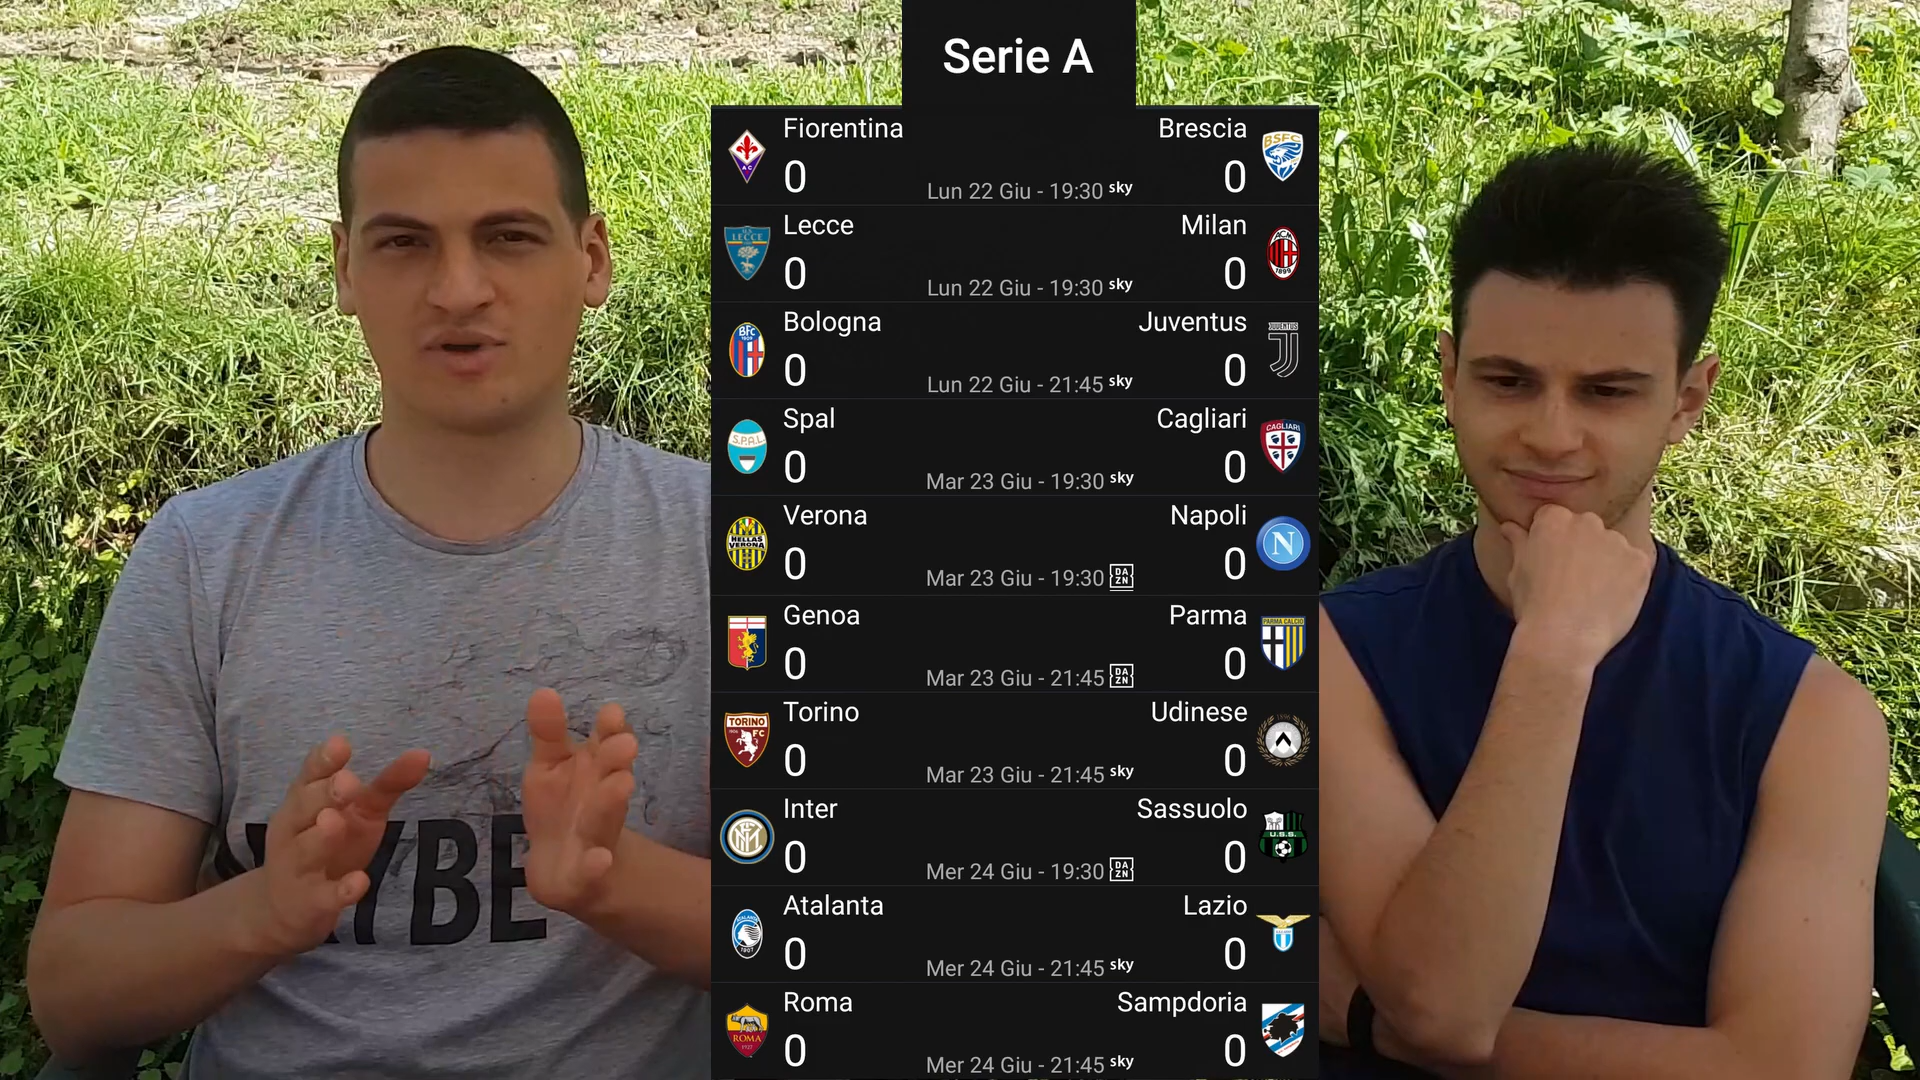 Serie A
Fiorentina Brescia
0 Lun 22 Giu - 19:30 sky 0
Lecce Milan
0 Lun 22 Giu - 19:30 sky 0
Bologna Juventus
0 Lun 22 Giu - 21:45 sky 0
Spal Cagliari
0 Mar 23 Giu - 19:30 sky 0
Verona Napoli
0 Mar 23 Giu - 19:30 DAZN 0
Genoa Parma
0 Mar 23 Giu - 21:45 DAZN 0
Torino Udinese
0 Mar 23 Giu - 21:45 sky 0
Inter Sassuolo
0 Mer 24 Giu - 19:30 DAZN 0
Atalanta Lazio
0 Mer 24 Giu - 21:45 sky 0
Roma Sampdoria
0 Mer 24 Giu - 21:45 sky 0